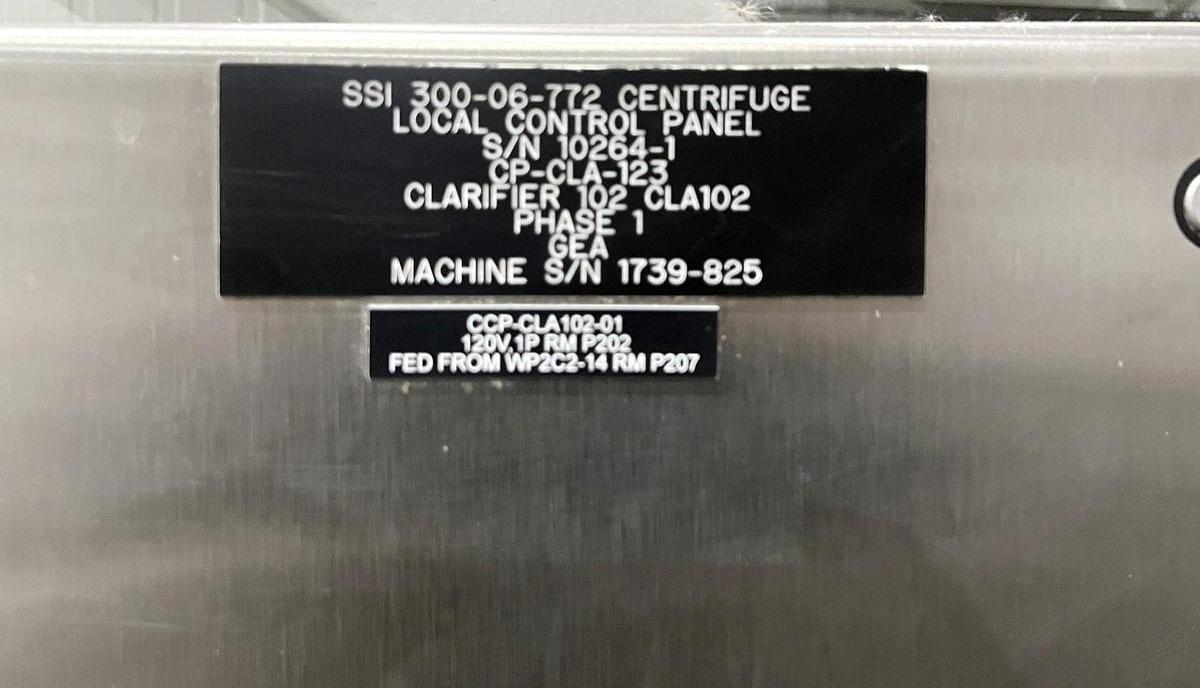 SSI 300-06-772 CENTRIFUGE
LOCAL CONTROL PANEL
S/N 10264-1
CP-CLA-123
CLARIFIER 102 CLA102
PHASE 1
GEA
MACHINE S/N 1739-825
CCP-CLA102-01
120V, 1P RM P202
FED FROM WP2C2-14 RM P207